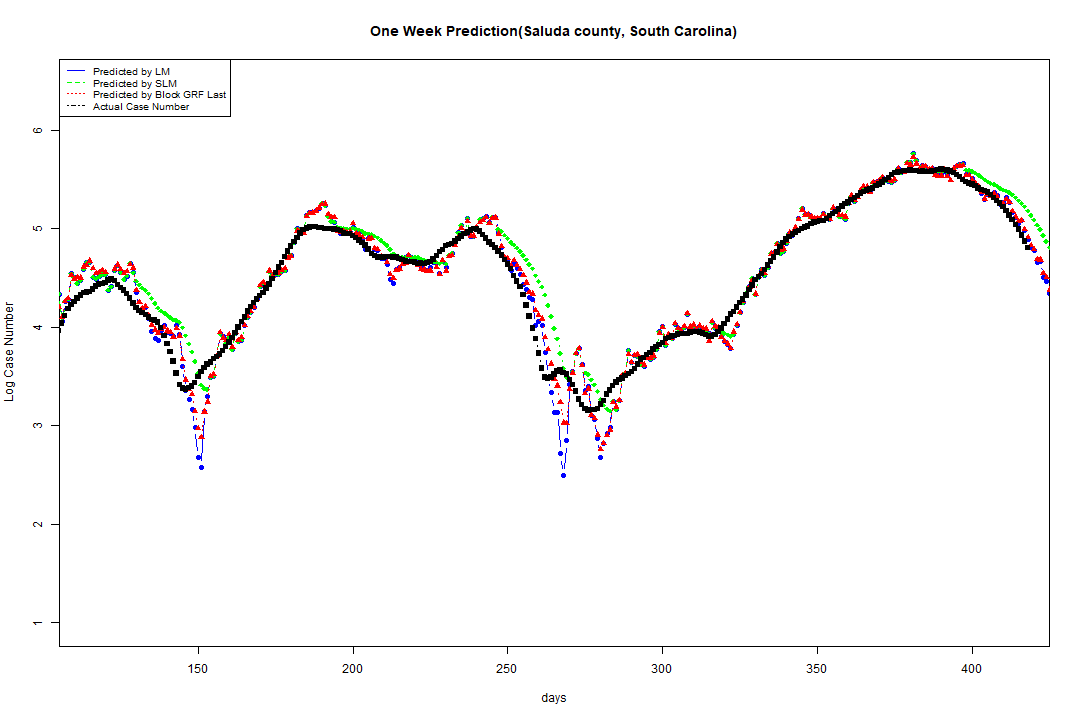 One Week Prediction(Saluda county, South Carolina)
Predicted by LM
Predicted by SLM
Predicted by Block GRF Last
Actual Case Number
6
5
4
3
2
1
Log Case Number
150 200 250 300 350 400
days